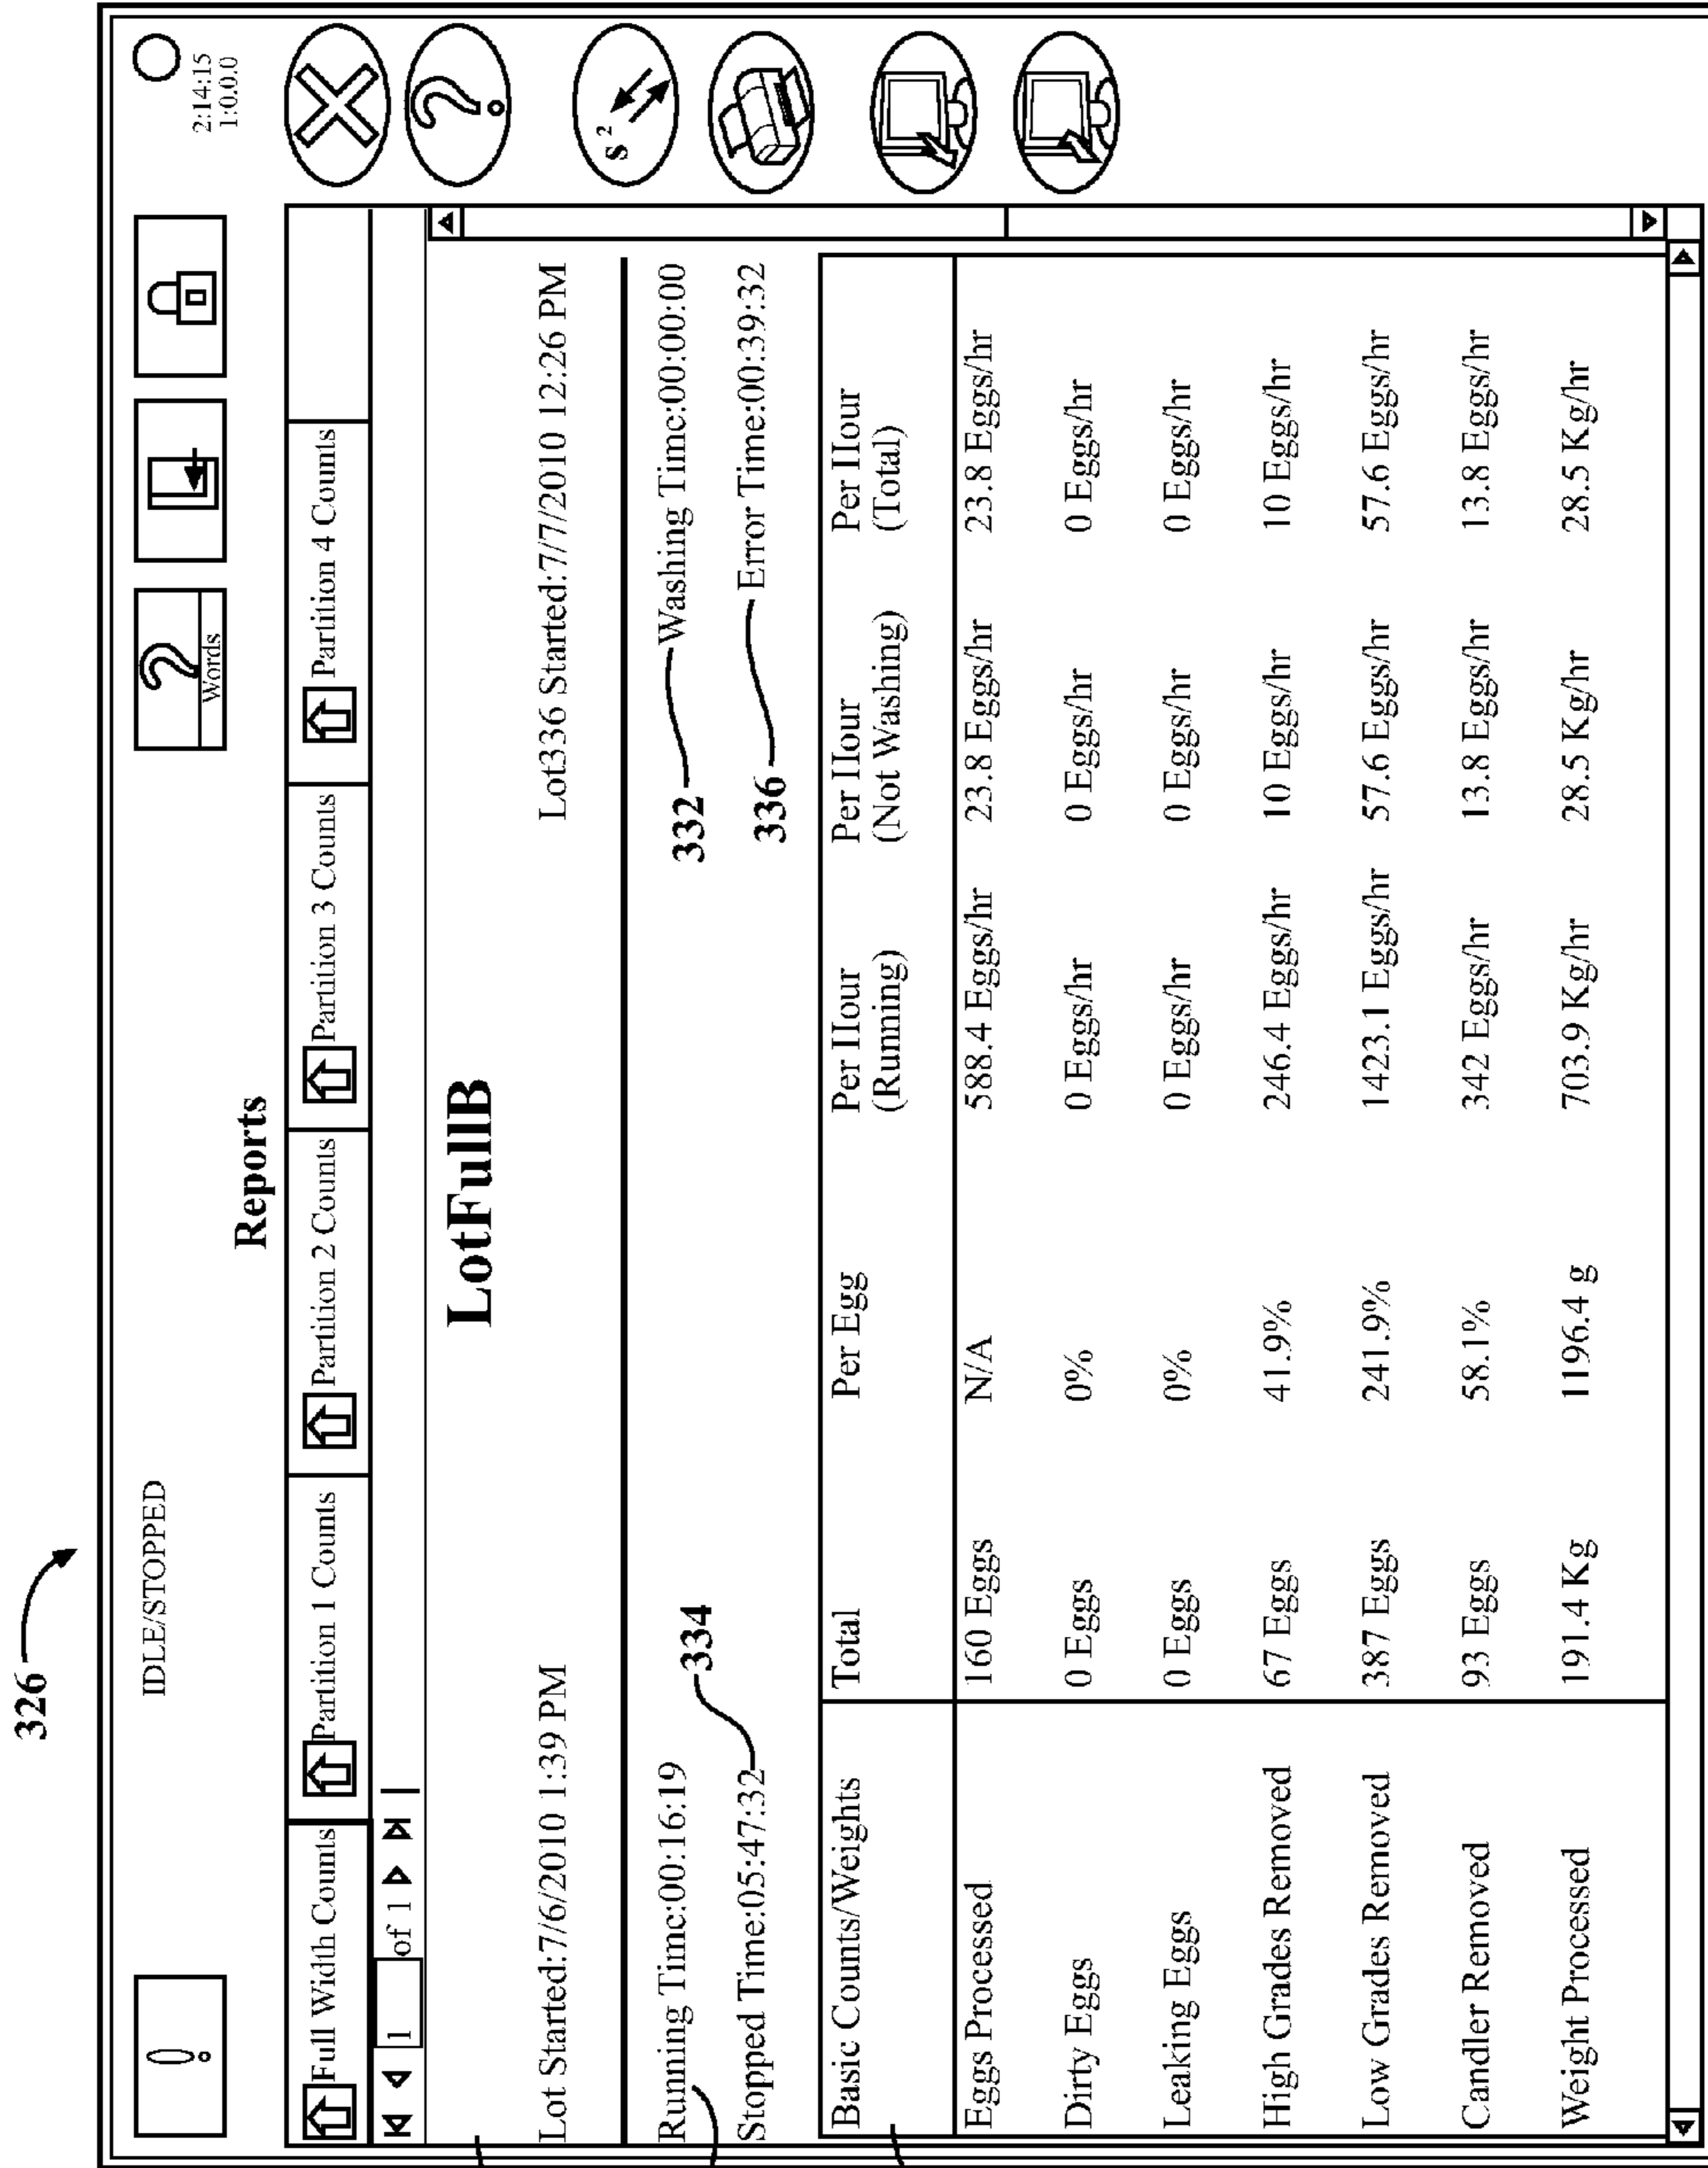 326
IDLE/STOPPED
Words
2:14:15
1:0.0.0
Reports
Full Width Counts
Partition 1 Counts
Partition 2 Counts
Partition 3 Counts
Partition 4 Counts
1 of 1
LotFullB
Lot Started:7/6/2010 1:39 PM
Lot336 Started:7/7/2010 12:26 PM
Running Time:00:16:19
332 Washing Time:00:00:00
Stopped Time:05:47:32 334
336 Error Time:00:39:32
Basic Counts/Weights Total Per Egg Per Hour (Running) Per Hour (Not Washing) Per Hour (Total)
Eggs Processed 160 Eggs N/A 588.4 Eggs/hr 23.8 Eggs/hr 23.8 Eggs/hr
Dirty Eggs 0 Eggs 0% 0 Eggs/hr 0 Eggs/hr 0 Eggs/hr
Leaking Eggs 0 Eggs 0% 0 Eggs/hr 0 Eggs/hr 0 Eggs/hr
High Grades Removed 67 Eggs 41.9% 246.4 Eggs/hr 10 Eggs/hr 10 Eggs/hr
Low Grades Removed 387 Eggs 241.9% 1423.1 Eggs/hr 57.6 Eggs/hr 57.6 Eggs/hr
Candler Removed 93 Eggs 58.1% 342 Eggs/hr 13.8 Eggs/hr 13.8 Eggs/hr
Weight Processed 191.4 Kg 1196.4 g 703.9 Kg/hr 28.5 Kg/hr 28.5 Kg/hr
s 2